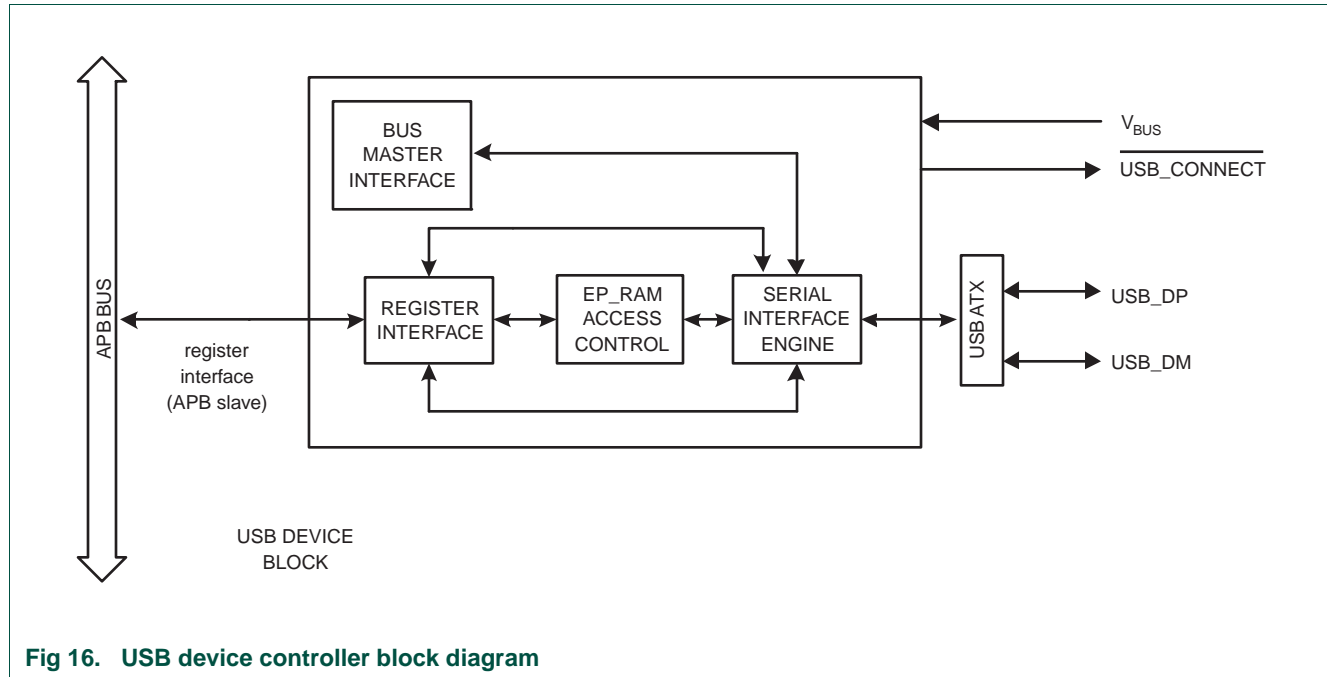 BUS
MASTER
INTERFACE
V_BUS
USB_CONNECT
APB BUS
REGISTER
INTERFACE
EP_RAM
ACCESS
CONTROL
SERIAL
INTERFACE
ENGINE
USB ATX
USB_DP
USB_DM
register
interface
(APB slave)
USB DEVICE
BLOCK
Fig 16. USB device controller block diagram